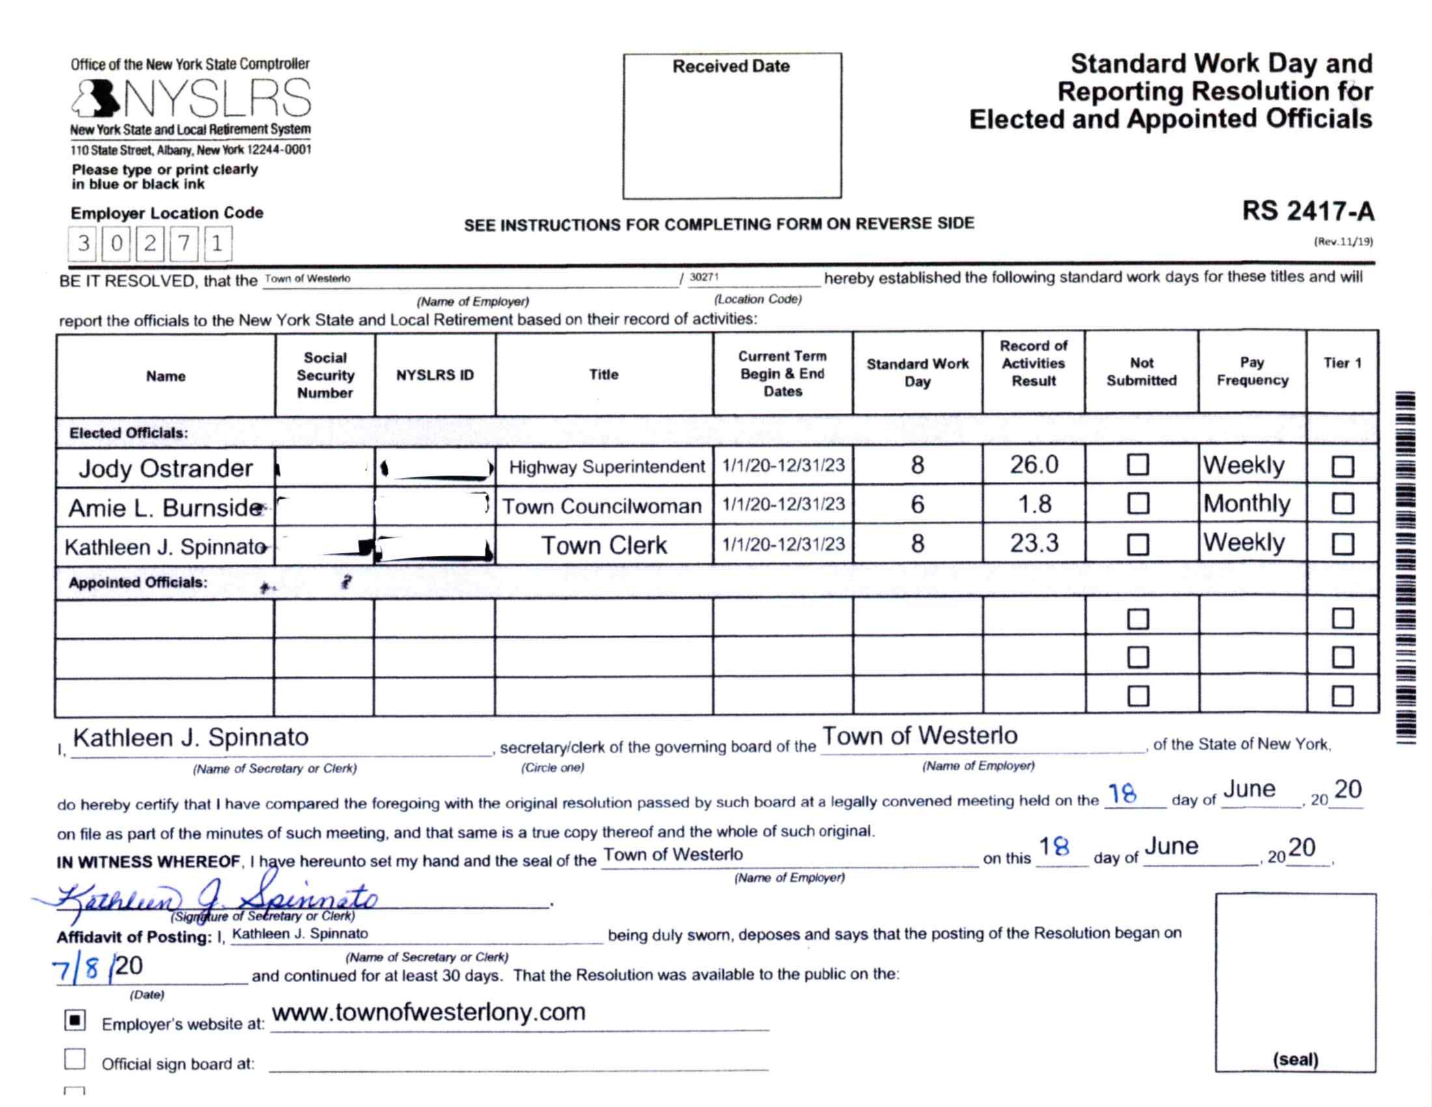 Office of the New York State Comptroller
NYSLRS
New York State and Local Retirement System
110 State Street, Albany, New York 12244-0001
Please type or print clearly
in blue or black ink
Received Date
Standard Work Day and
Reporting Resolution for
Elected and Appointed Officials
Employer Location Code
3 0 2 7 1
SEE INSTRUCTIONS FOR COMPLETING FORM ON REVERSE SIDE
RS 2417-A
(Rev.11/19)
BE IT RESOLVED, that the Town of Westerlo / 30271 hereby established the following standard work days for these titles and will
(Name of Employer) (Location Code)
report the officials to the New York State and Local Retirement based on their record of activities:
Name Social Security Number NYSLRS ID Title Current Term Begin & End Dates Standard Work Day Record of Activities Result Not Submitted Pay Frequency Tier 1
Elected Officials:
Jody Ostrander Highway Superintendent 1/1/20-12/31/23 8 26.0 Weekly
Amie L. Burnside Town Councilwoman 1/1/20-12/31/23 6 1.8 Monthly
Kathleen J. Spinnato Town Clerk 1/1/20-12/31/23 8 23.3 Weekly
Appointed Officials:
I, Kathleen J. Spinnato, secretary/clerk of the governing board of the Town of Westerlo, of the State of New York,
(Name of Secretary or Clerk) (Circle one) (Name of Employer)
do hereby certify that I have compared the foregoing with the original resolution passed by such board at a legally convened meeting held on the 18 day of June, 20 20
on file as part of the minutes of such meeting, and that same is a true copy thereof and the whole of such original.
IN WITNESS WHEREOF, I have hereunto set my hand and the seal of the Town of Westerlo on this 18 day of June, 20 20,
(Name of Employer)
Kathleen J. Spinnato.
(Signature of Secretary or Clerk)
Affidavit of Posting: I, Kathleen J. Spinnato being duly sworn, deposes and says that the posting of the Resolution began on
(Name of Secretary or Clerk)
7/8/20 and continued for at least 30 days. That the Resolution was available to the public on the:
(Date)
Employer's website at: www.townofwesterlony.com
Official sign board at:
(seal)